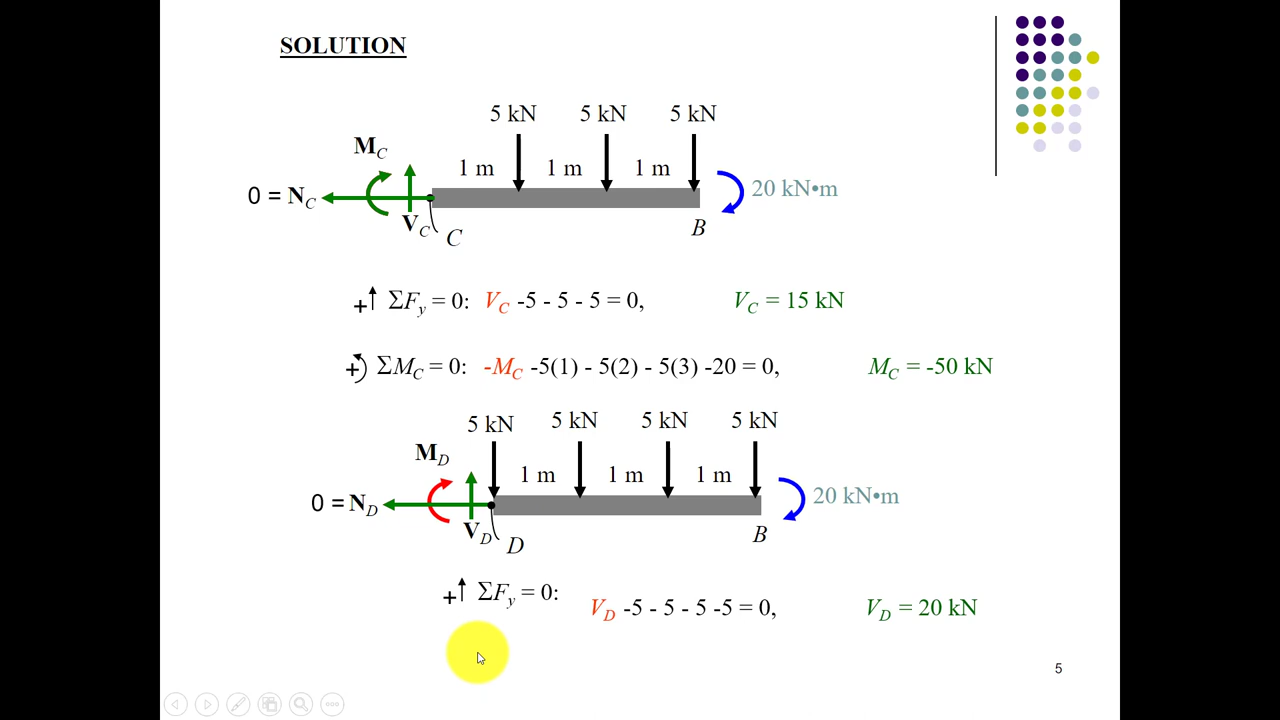 SOLUTION
5 kN 5 kN 5 kN
M_C
1 m 1 m 1 m
0 = N_C
20 kN•m
V_C C B
+ ΣF_y = 0: V_C -5 - 5 - 5 = 0, V_C = 15 kN
+ ΣM_C = 0: -M_C -5(1) - 5(2) - 5(3) -20 = 0, M_C = -50 kN
5 kN 5 kN 5 kN 5 kN
M_D
1 m 1 m 1 m
0 = N_D
20 kN•m
V_D D B
+ ΣF_y = 0: V_D -5 - 5 - 5 -5 = 0, V_D = 20 kN
5